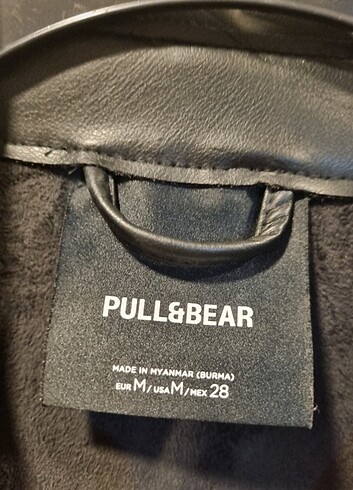 PULL&BEAR
MADE IN MYANMAR (BURMA)
EUR M/USA M/MEX 28